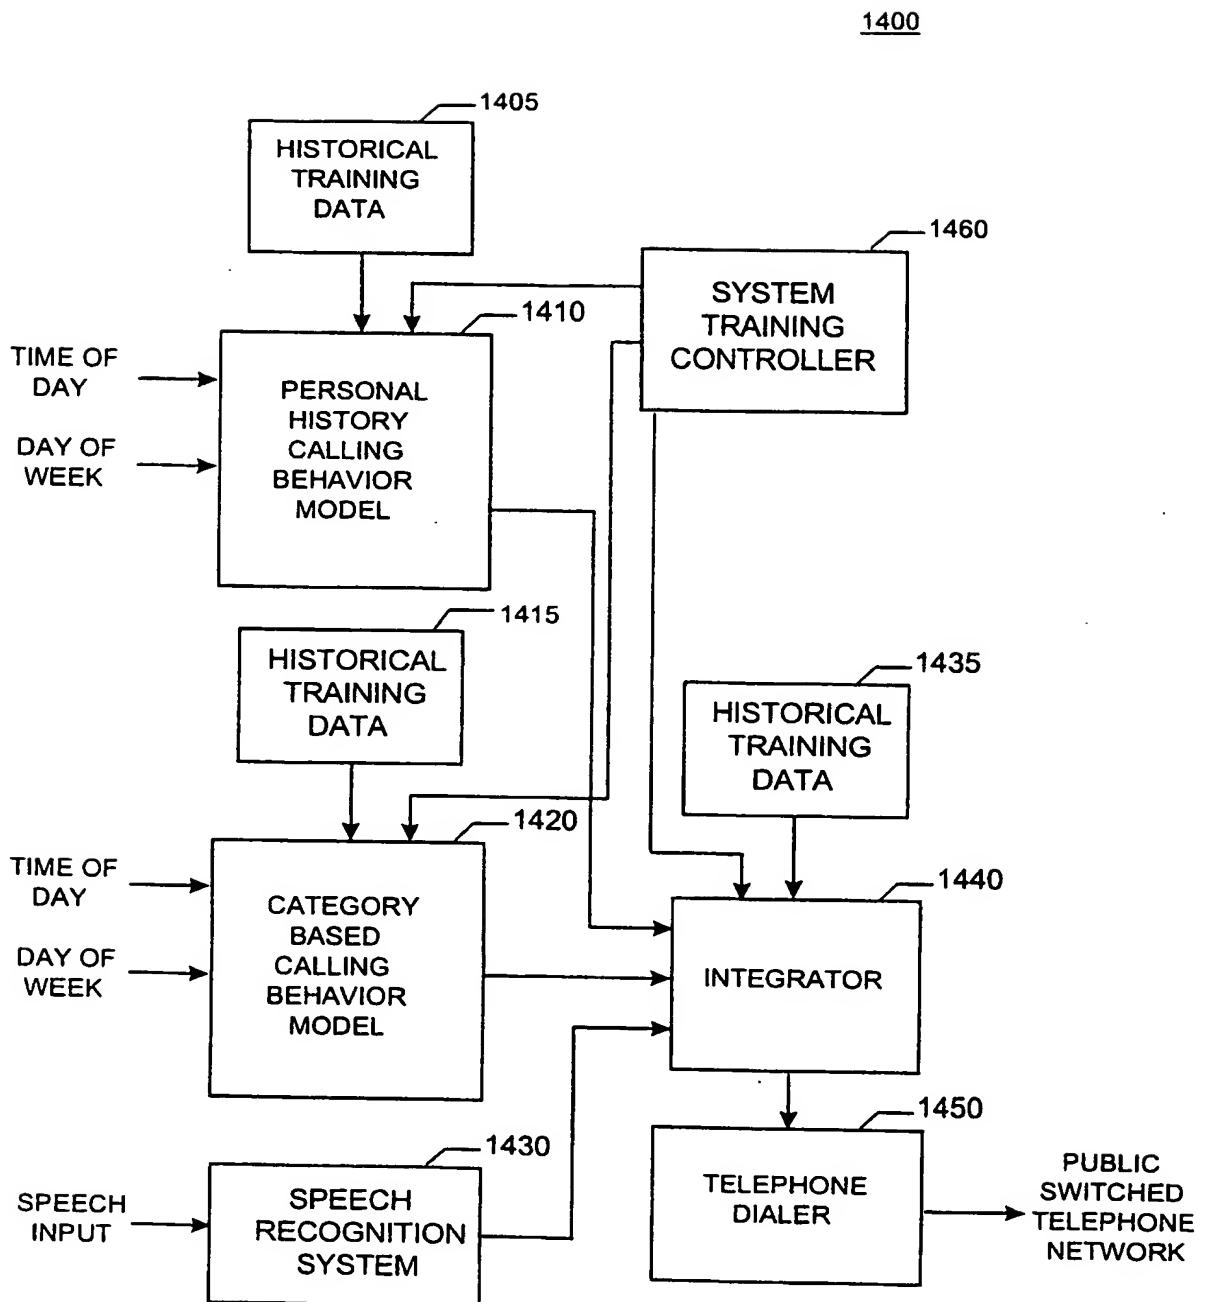 1400
1405
HISTORICAL
TRAINING
DATA
1460
SYSTEM
TRAINING
CONTROLLER
1410
TIME OF
DAY
DAY OF
WEEK
PERSONAL
HISTORY
CALLING
BEHAVIOR
MODEL
1415
HISTORICAL
TRAINING
DATA
1435
HISTORICAL
TRAINING
DATA
1420
TIME OF
DAY
DAY OF
WEEK
CATEGORY
BASED
CALLING
BEHAVIOR
MODEL
1440
INTEGRATOR
1430
SPEECH
INPUT
SPEECH
RECOGNITION
SYSTEM
1450
TELEPHONE
DIALER
PUBLIC
SWITCHED
TELEPHONE
NETWORK